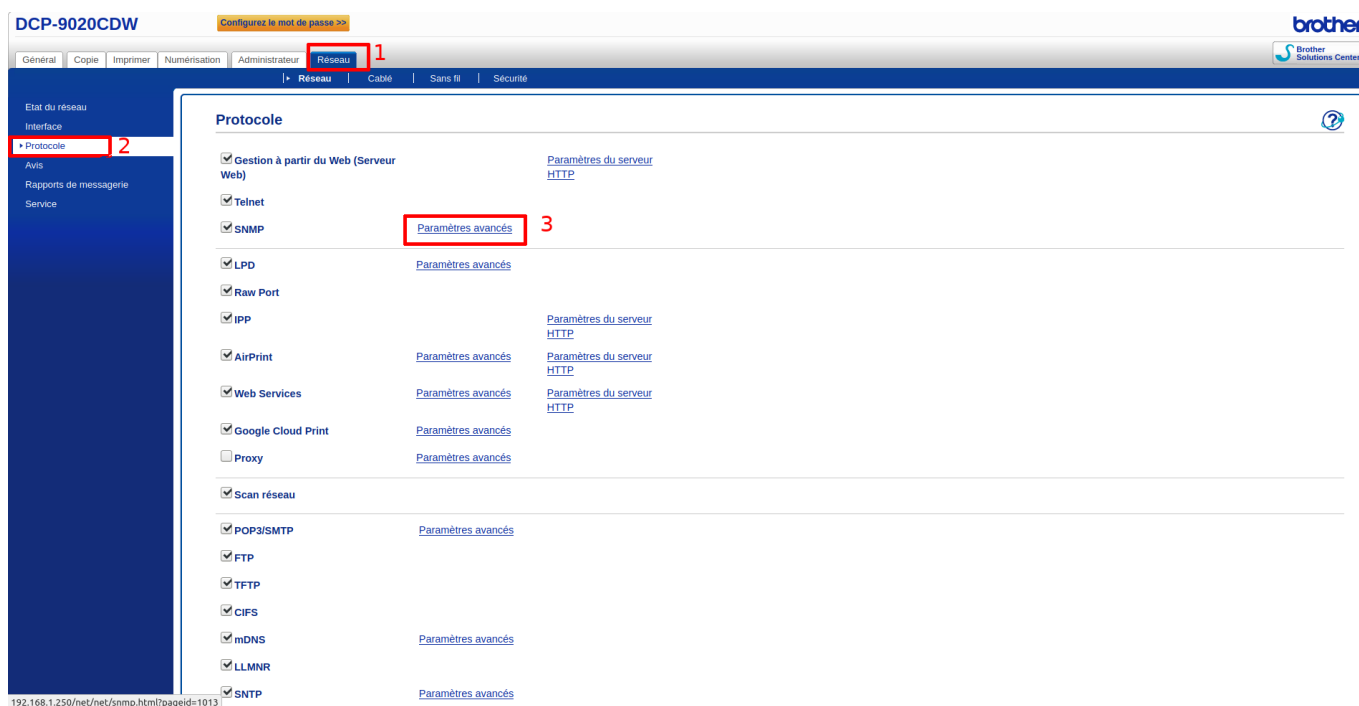 DCP-9020CDW
Configurez le mot de passe >>
brother
Général Copie Imprimer Numérisation Administrateur Réseau 1
Brother
Solutions Center
Réseau Cablé Sans fil Sécurité
Etat du réseau
Interface
Protocole 2
Avis
Rapports de messagerie
Service
Protocole
Gestion à partir du Web (Serveur
Web)
Paramètres du serveur
HTTP
Telnet
SNMP Paramètres avancés 3
LPD Paramètres avancés
Raw Port
IPP Paramètres du serveur
HTTP
AirPrint Paramètres avancés Paramètres du serveur
HTTP
Web Services Paramètres avancés Paramètres du serveur
HTTP
Google Cloud Print Paramètres avancés
Proxy Paramètres avancés
Scan réseau
POP3/SMTP Paramètres avancés
FTP
TFTP
CIFS
mDNS Paramètres avancés
LLMNR
SNTP Paramètres avancés
192.168.1.250/net/net/snmp.html?pageid=1013